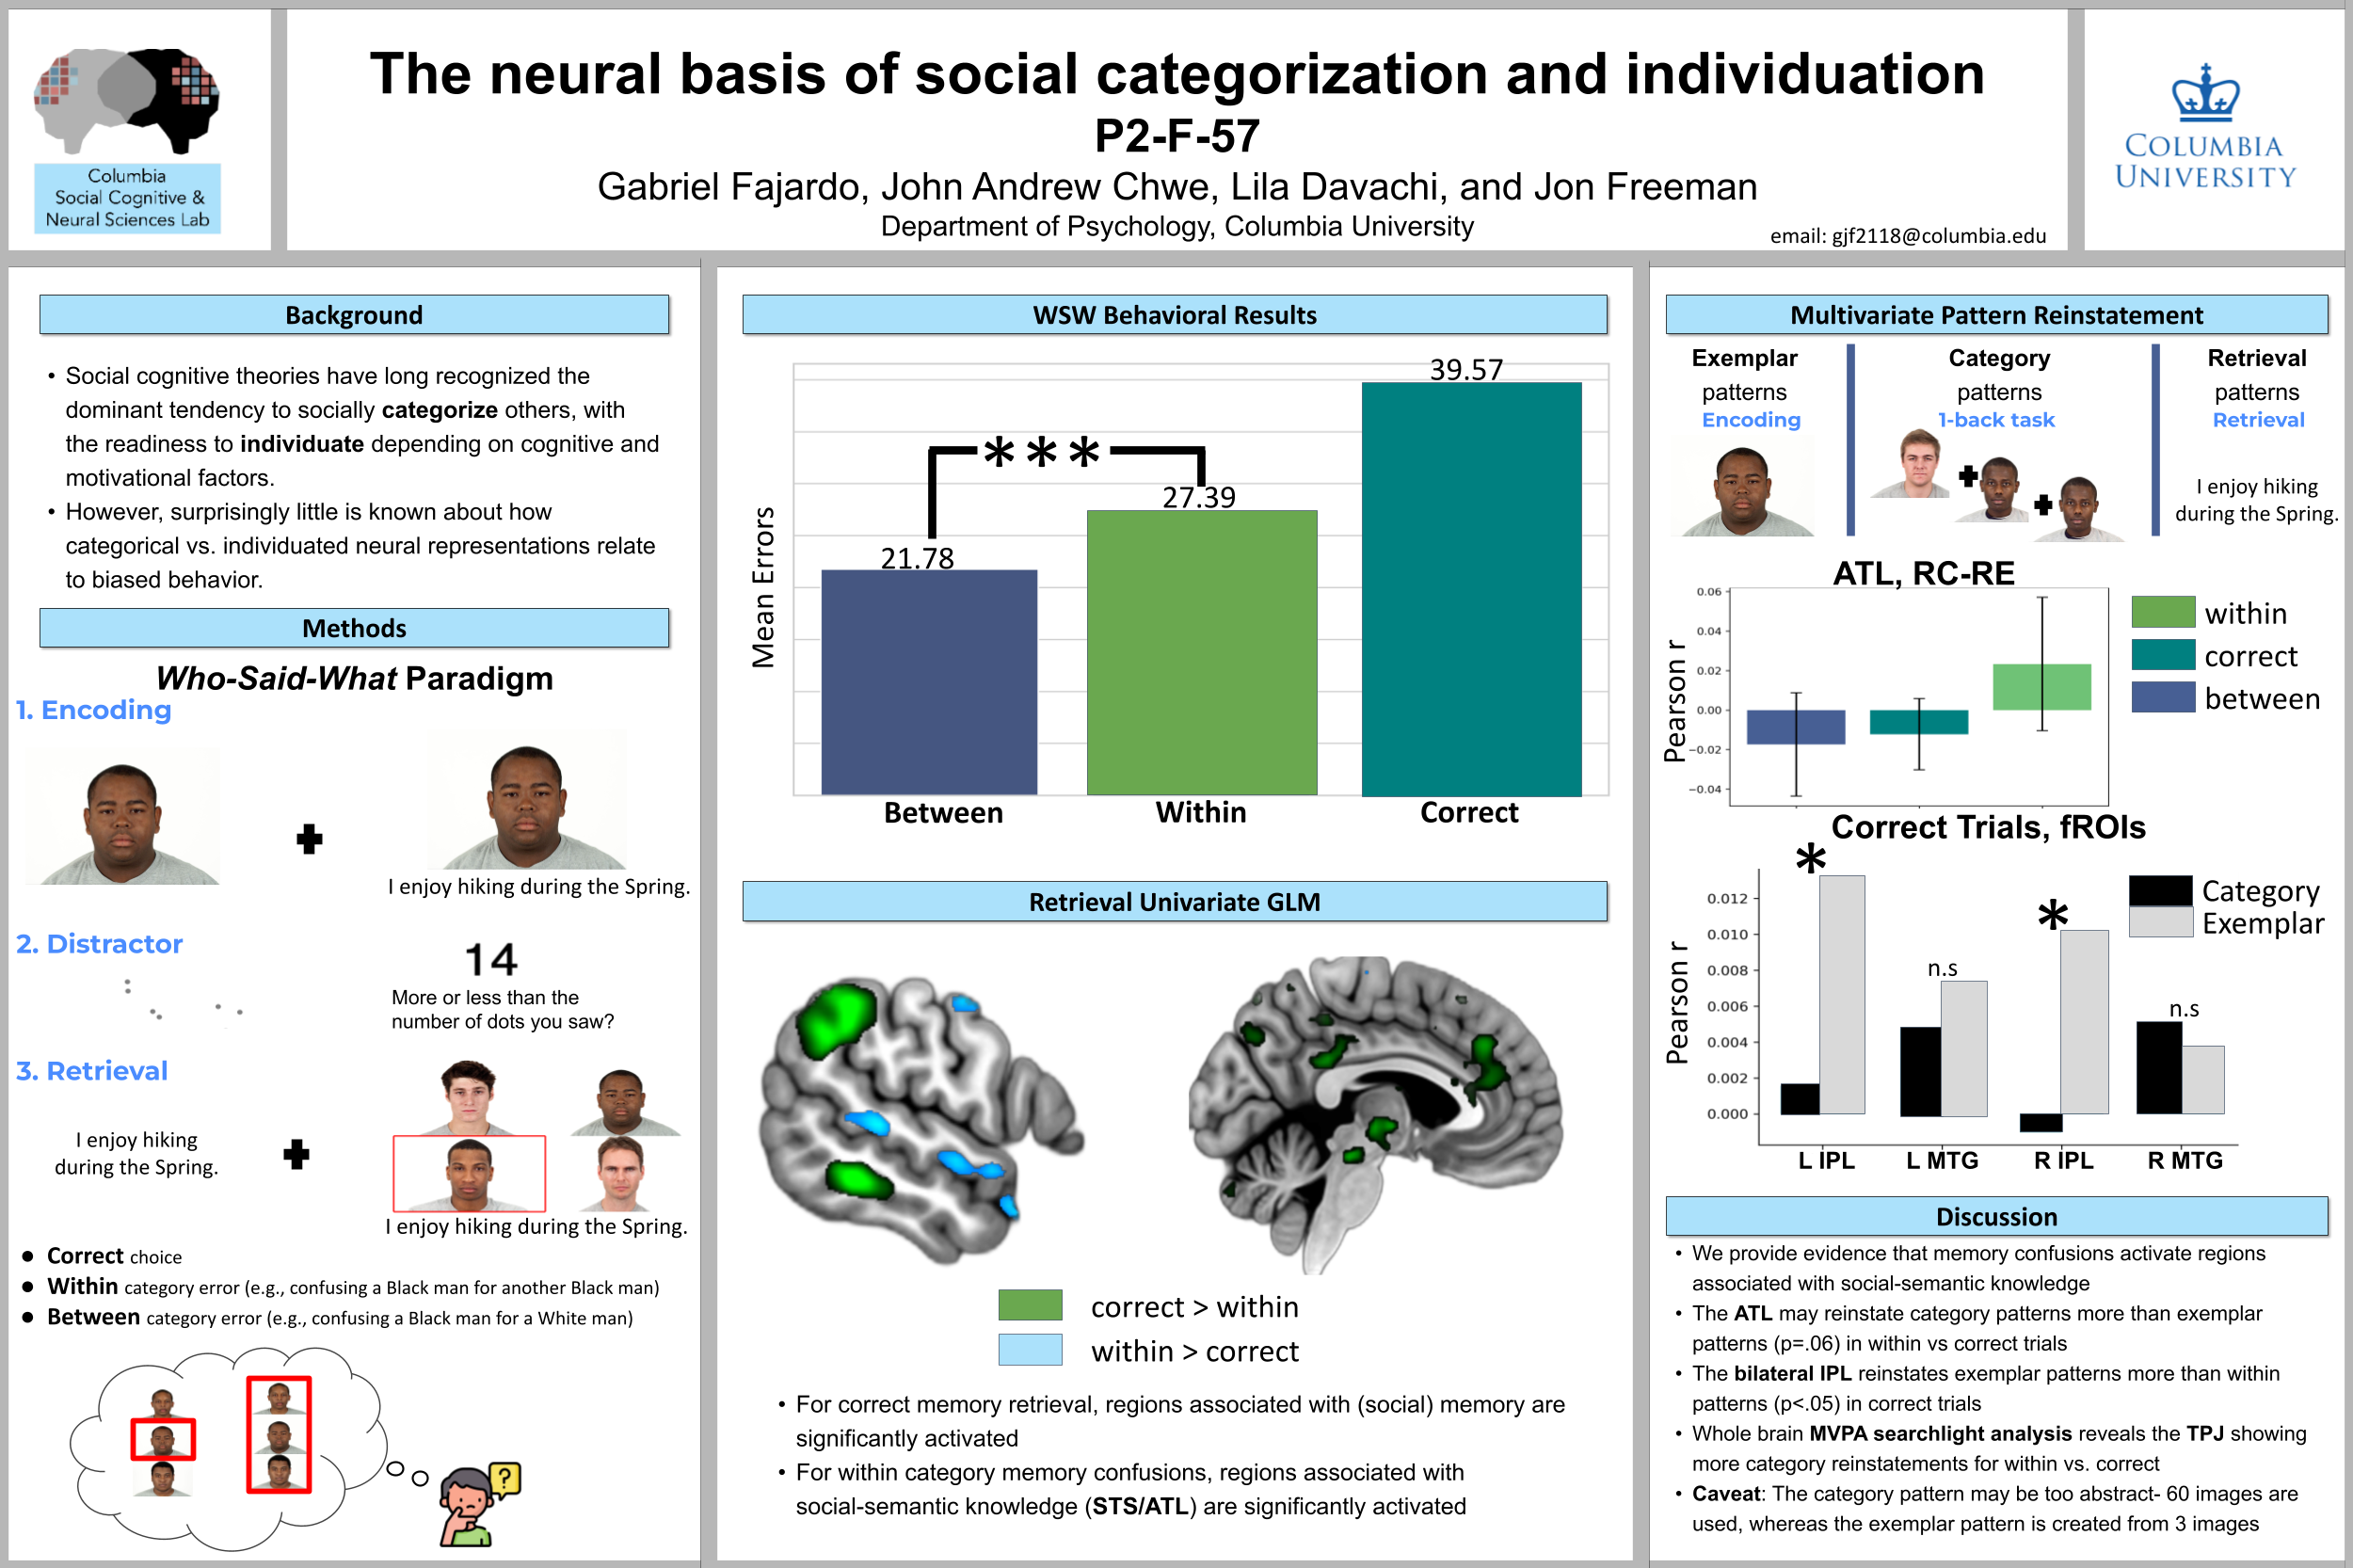 The neural basis of social categorization and individuation
P2-F-57
Gabriel Fajardo, John Andrew Chwe, Lila Davachi, and Jon Freeman
Department of Psychology, Columbia University
email: gjf2118@columbia.edu
Columbia
Social Cognitive &
Neural Sciences Lab
COLUMBIA
UNIVERSITY
Background
• Social cognitive theories have long recognized the
dominant tendency to socially categorize others, with
the readiness to individuate depending on cognitive and
motivational factors.
• However, surprisingly little is known about how
categorical vs. individuated neural representations relate
to biased behavior.
Methods
Who-Said-What Paradigm
1. Encoding
I enjoy hiking during the Spring.
2. Distractor
14
More or less than the
number of dots you saw?
3. Retrieval
I enjoy hiking
during the Spring.
I enjoy hiking during the Spring.
● Correct choice
● Within category error (e.g., confusing a Black man for another Black man)
● Between category error (e.g., confusing a Black man for a White man)
?
WSW Behavioral Results
Mean Errors
21.78
***
27.39
39.57
Between
Within
Correct
Retrieval Univariate GLM
correct > within
within > correct
• For correct memory retrieval, regions associated with (social) memory are
significantly activated
• For within category memory confusions, regions associated with
social-semantic knowledge (STS/ATL) are significantly activated
Multivariate Pattern Reinstatement
Exemplar
patterns
Encoding
Category
patterns
1-back task
Retrieval
patterns
Retrieval
I enjoy hiking
during the Spring.
ATL, RC-RE
Pearson r
0.06
0.04
0.02
0.00
−0.02
−0.04
within
correct
between
Correct Trials, fROIs
Pearson r
0.012
0.010
0.008
0.006
0.004
0.002
0.000
*
n.s
*
n.s
Category
Exemplar
L IPL
L MTG
R IPL
R MTG
Discussion
• We provide evidence that memory confusions activate regions
associated with social-semantic knowledge
• The ATL may reinstate category patterns more than exemplar
patterns (p=.06) in within vs correct trials
• The bilateral IPL reinstates exemplar patterns more than within
patterns (p<.05) in correct trials
• Whole brain MVPA searchlight analysis reveals the TPJ showing
more category reinstatements for within vs. correct
• Caveat: The category pattern may be too abstract- 60 images are
used, whereas the exemplar pattern is created from 3 images